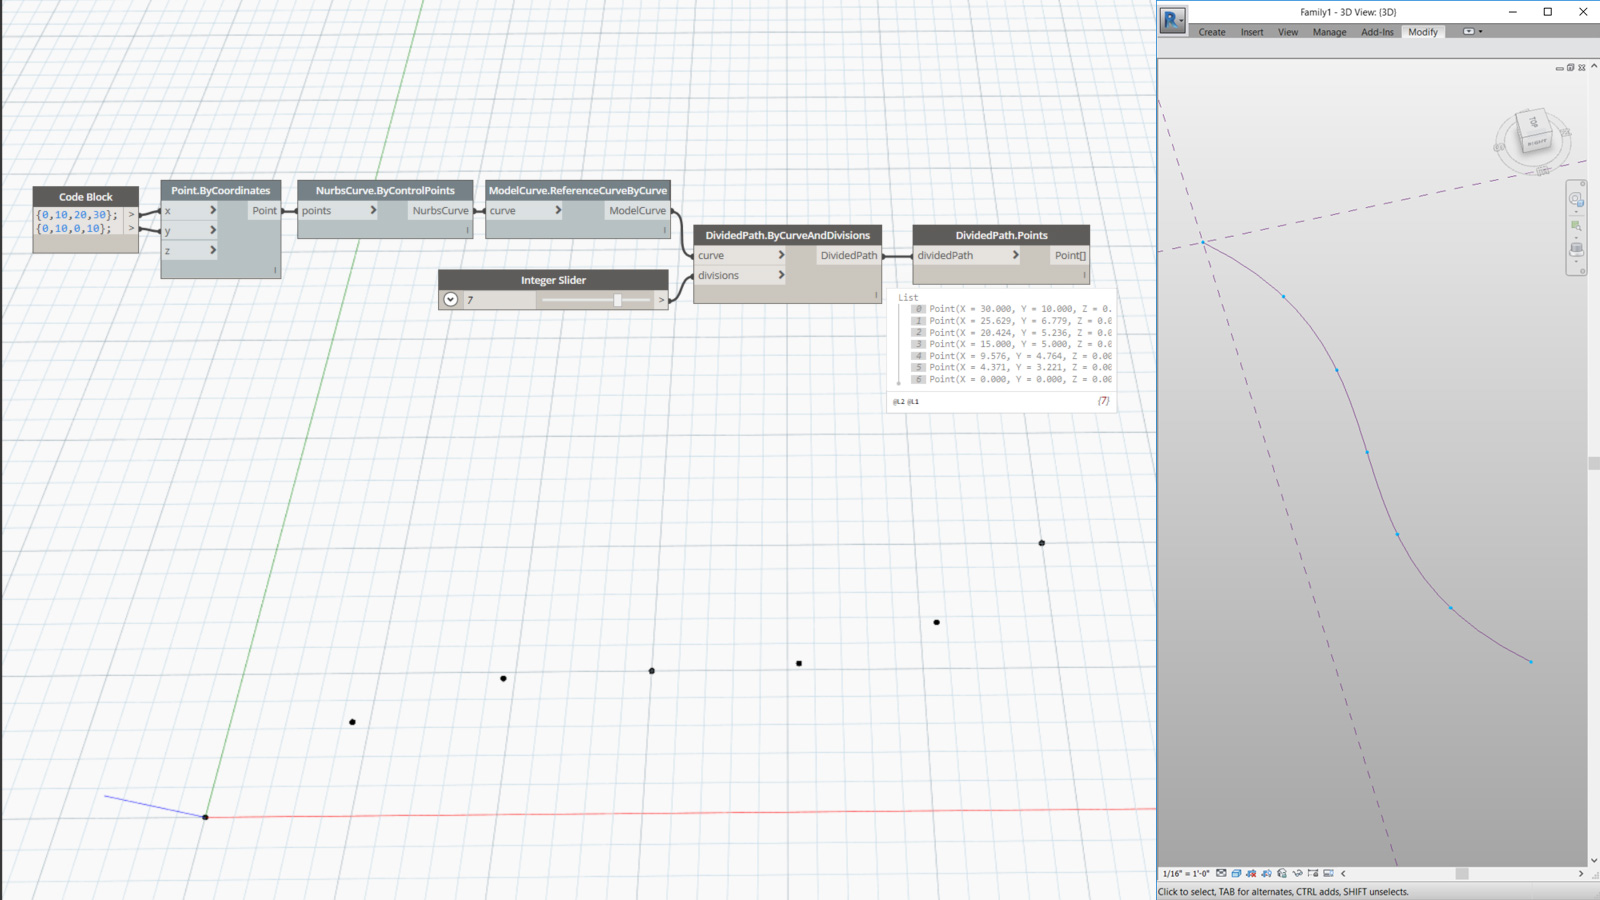 Family1 - 3D View: {3D}
Create Insert View Manage Add-Ins Modify
TOP
RIGHT
Code Block
{0,10,20,30}; >
{0,10,0,10}; >
Point.ByCoordinates
x > Point
y >
z >
NurbsCurve.ByControlPoints
points > NurbsCurve
ModelCurve.ReferenceCurveByCurve
curve > ModelCurve
DividedPath.ByCurveAndDivisions
curve > DividedPath
divisions >
DividedPath.Points
dividedPath > Point[]
Integer Slider
7 >
List
0 Point(X = 30.000, Y = 10.000, Z = 0.
1 Point(X = 25.629, Y = 6.779, Z = 0.0
2 Point(X = 20.424, Y = 5.236, Z = 0.0
3 Point(X = 15.000, Y = 5.000, Z = 0.0
4 Point(X = 9.576, Y = 4.764, Z = 0.00
5 Point(X = 4.371, Y = 3.221, Z = 0.00
6 Point(X = 0.000, Y = 0.000, Z = 0.00
@L2 @L1 {7}
1/16" = 1'-0"
Click to select, TAB for alternates, CTRL adds, SHIFT unselects.